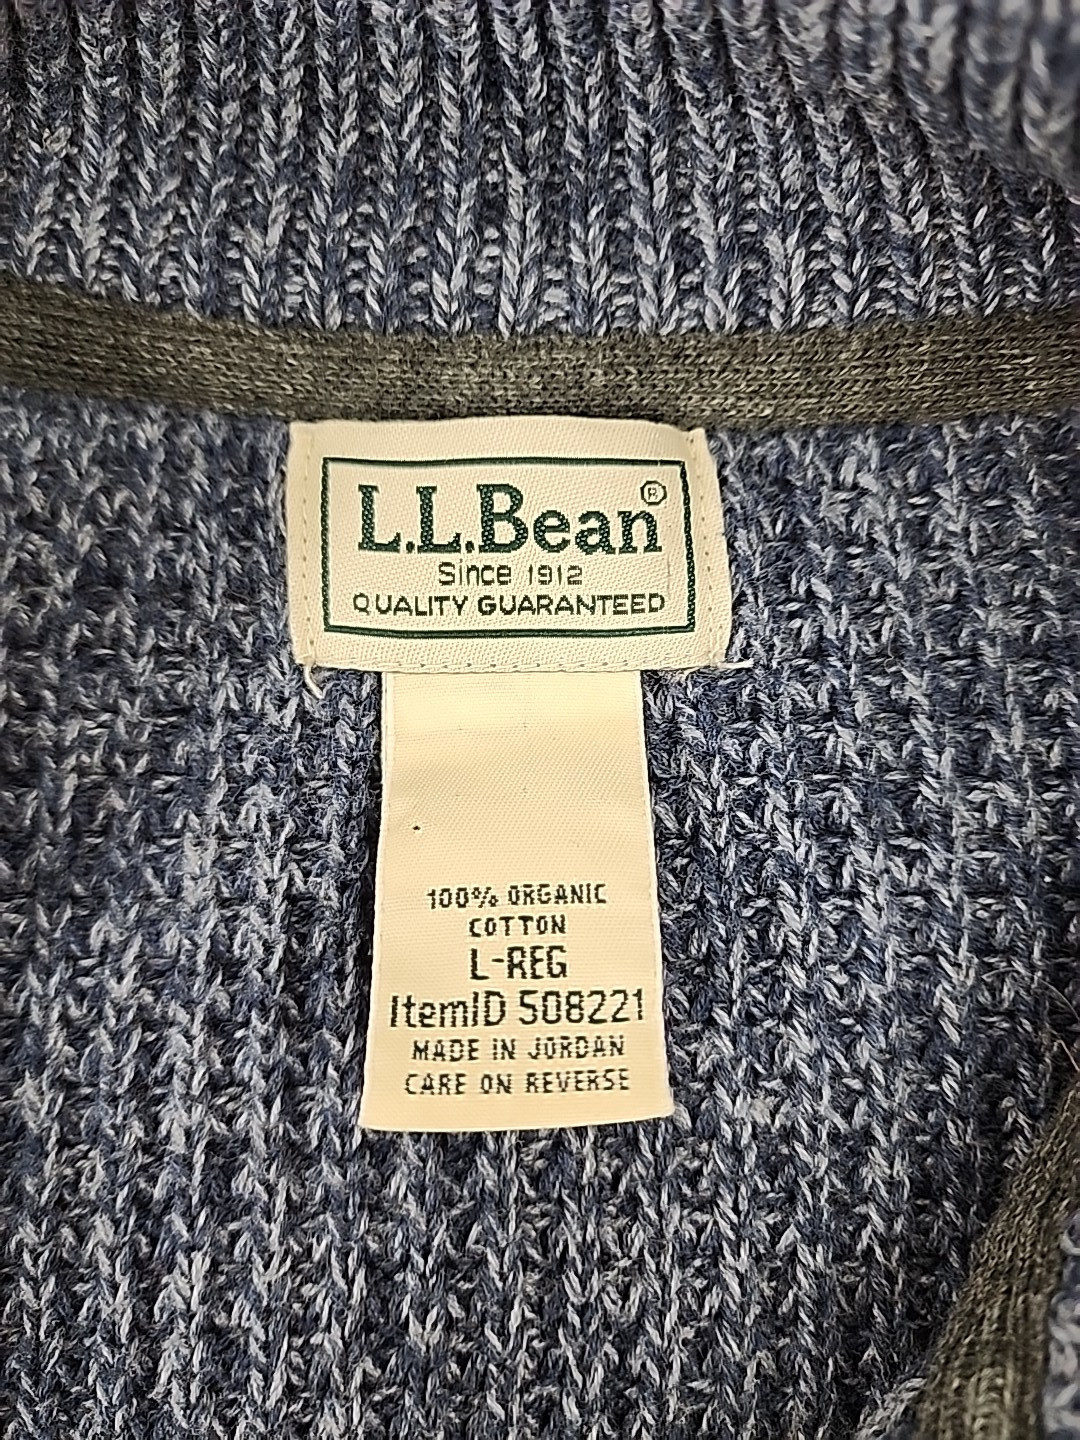 L.L.Bean®
Since 1912
QUALITY GUARANTEED
100% ORGANIC
COTTON
L-REG
ItemID 508221
MADE IN JORDAN
CARE ON REVERSE